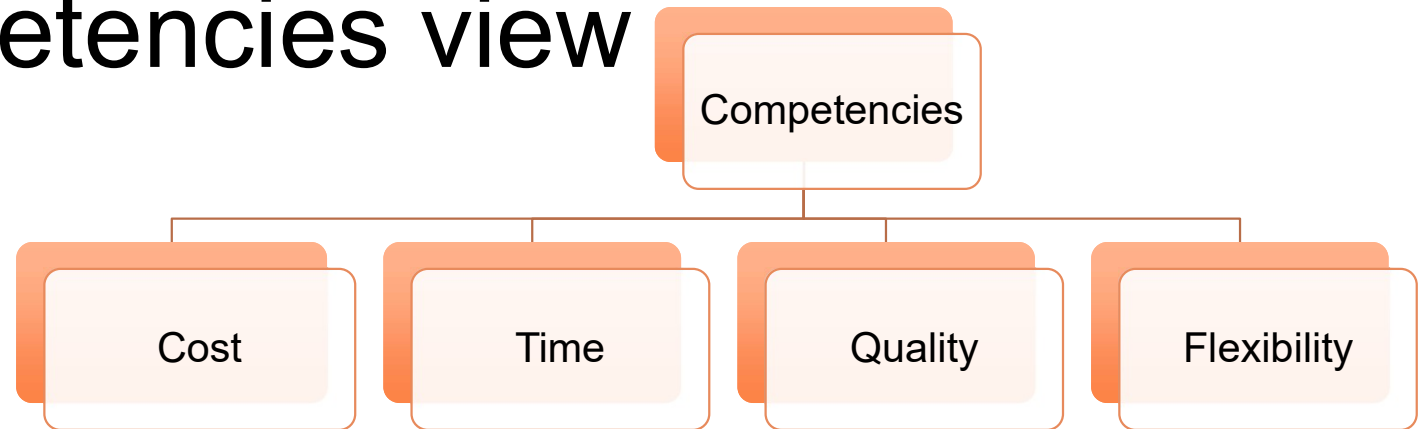 etencies view
Competencies
Cost
Time
Quality
Flexibility